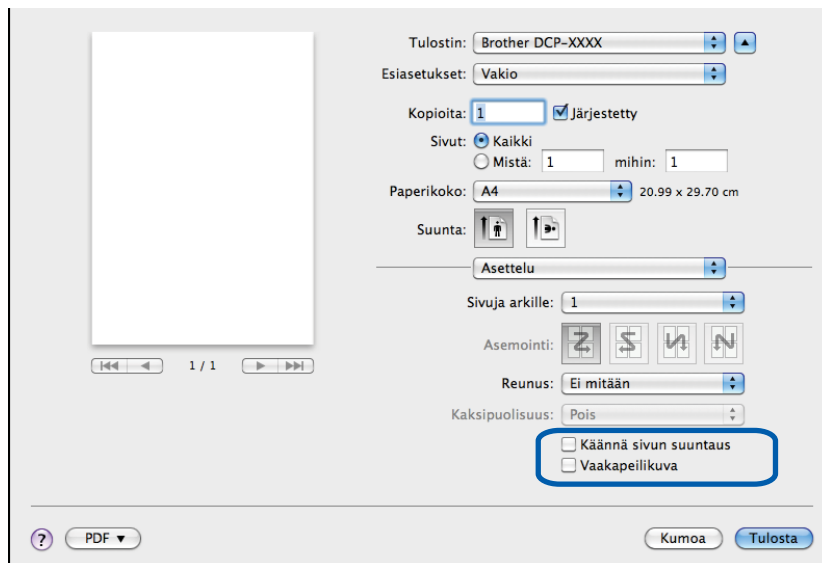 Tulostin: Brother DCP-XXXX
Esiasetukset: Vakio
Kopioita: 1 Järjestetty
Sivut: Kaikki
Mistä: 1 mihin: 1
Paperikoko: A4 20.99 x 29.70 cm
Suunta:
Asettelu
Sivuja arkille: 1
Asemointi:
1 / 1
Reunus: Ei mitään
Kaksipuolisuus: Pois
Käännä sivun suuntaus
Vaakapeilikuva
? PDF ▼ Kumoa Tulosta